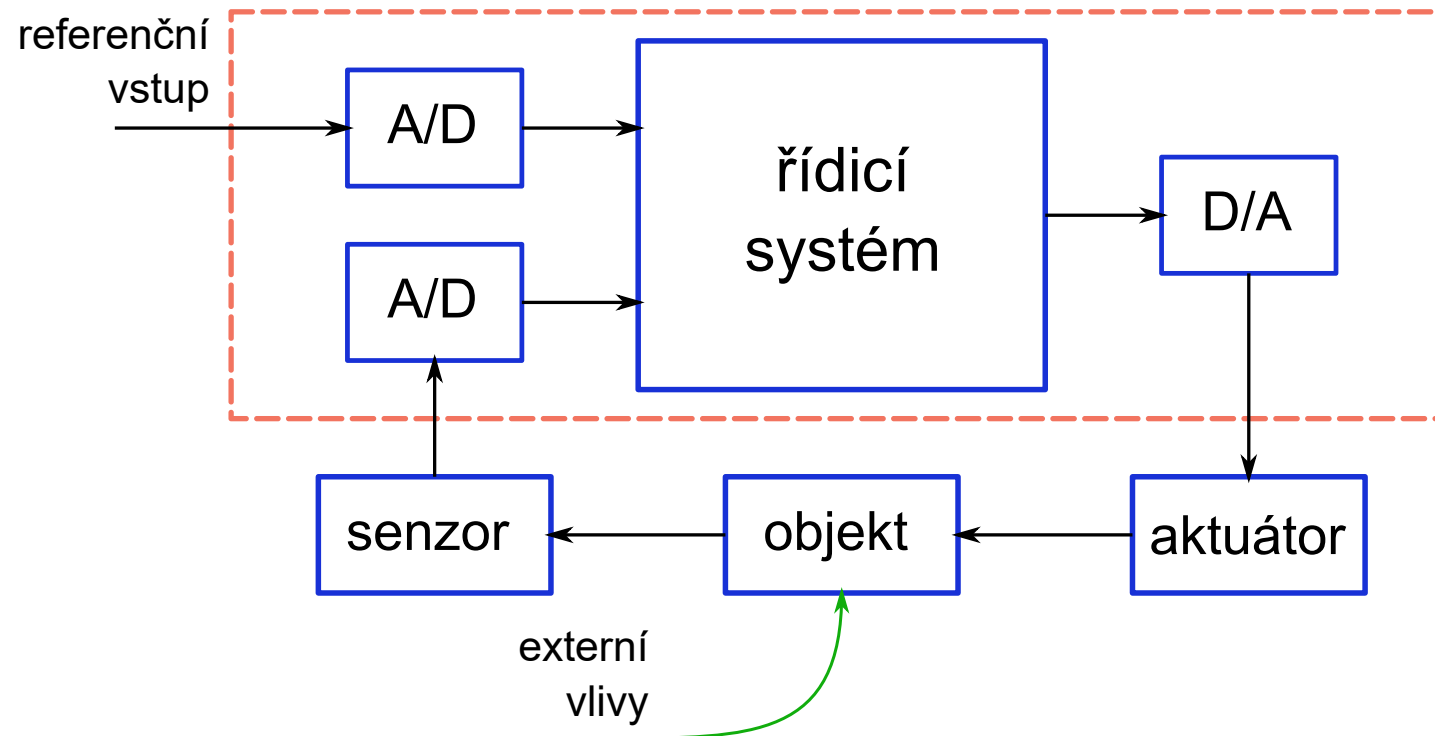 referenční
vstup
A/D
řídicí
systém
D/A
A/D
senzor
objekt
aktuátor
externí
vlivy